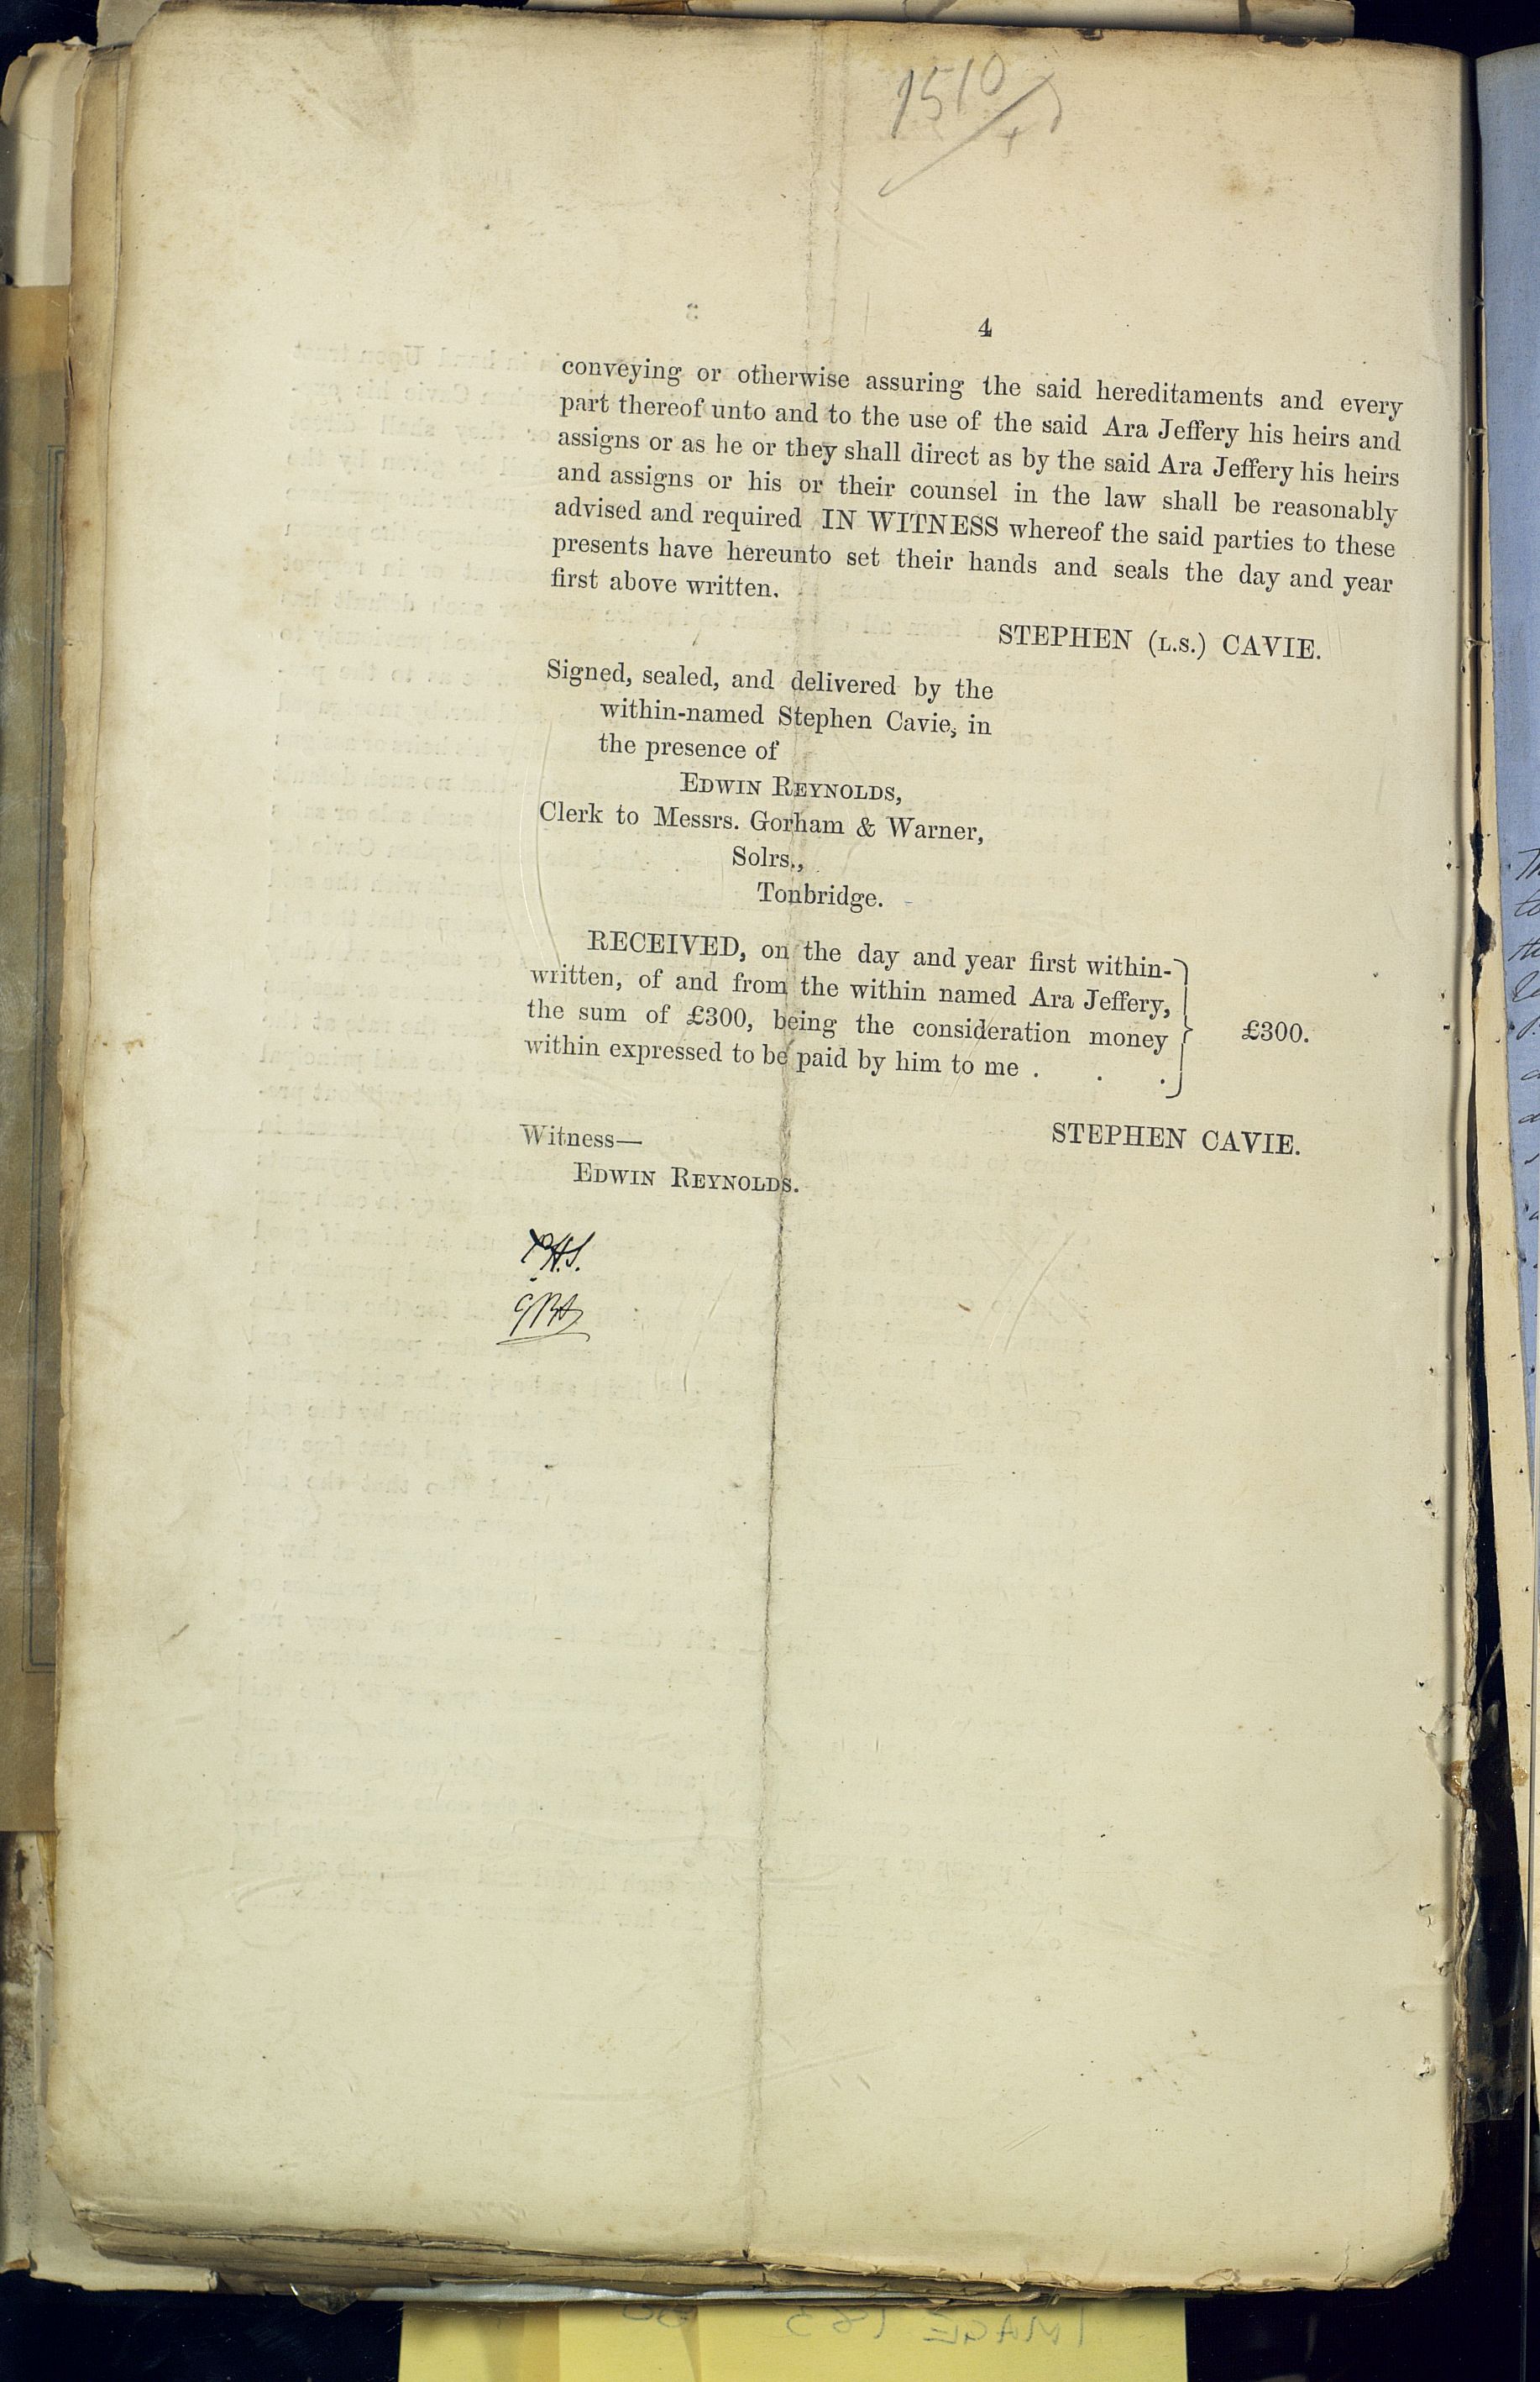 1510
4
conveying or otherwise assuring the said hereditaments and every
part thereof unto and to the use of the said Ara Jeffery his heirs and
assigns or as he or they shall direct as by the said Ara Jeffery his heirs
and assigns or his or their counsel in the law shall be reasonably
advised and required IN WITNESS whereof the said parties to these
presents have hereunto set their hands and seals the day and year
first above written.
STEPHEN (L.S.) CAVIE.
Signed, sealed, and delivered by the
within-named Stephen Cavie, in
the presence of
EDWIN REYNOLDS,
Clerk to Messrs. Gorham & Warner,
Solrs.,
Tonbridge.
RECEIVED, on the day and year first within-
written, of and from the within named Ara Jeffery,
the sum of £300, being the consideration money
within expressed to be paid by him to me . . .
£300.
STEPHEN CAVIE.
Witness—
EDWIN REYNOLDS.
IMAGE 183